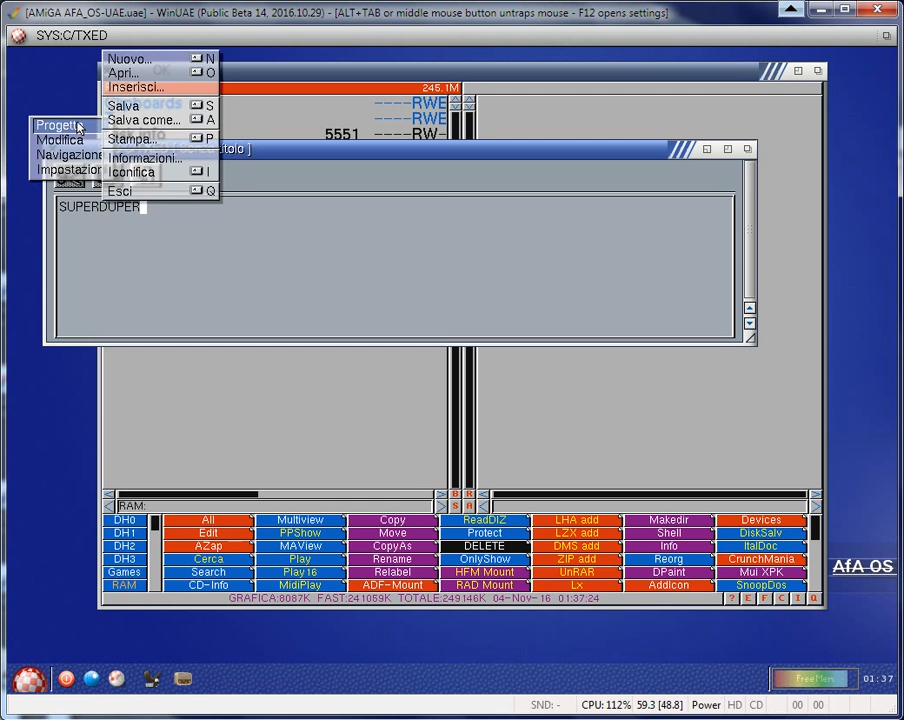 [AMiGA AFA_OS-UAE.uae] - WinUAE (Public Beta 14, 2016.10.29) - [ALT+TAB or middle mouse button untraps mouse - F12 opens settings]
SYS:C/TXED
Nuovo... N
Apri... O
Inserisci...
Salva S
Salva come... A
Stampa... P
Informazioni...
Iconifica I
Esci Q
Progetto
Modifica
Navigazione
Impostazion
245.1M
----RWE
----RWE
5551 ----RW-
SUPERDUPER
B R
S A
RAM:
DH0 All Multiview Copy ReadDIZ LHA add Makedir Devices
DH1 Edit PPShow Move Protect LZX add Shell DiskSalv
DH2 AZap MAView CopyAs DELETE DMS add Info ItalDoc
DH3 Cerca Play Rename OnlyShow ZIP add Reorg CrunchMania
Games Search Play16 Relabel HFM Mount UnRAR DPaint Mui XPK
RAM CD-Info MidiPlay ADF-Mount RAD Mount AddIcon SnoopDos
GRAFICA:8087K FAST:241059K TOTALE:249146K 04-Nov-16 01:37:24 ? E F C I Q
AfA OS
FreeMem 01:37
SND: - CPU: 112% 59.3 [48.8] Power HD CD 00 00